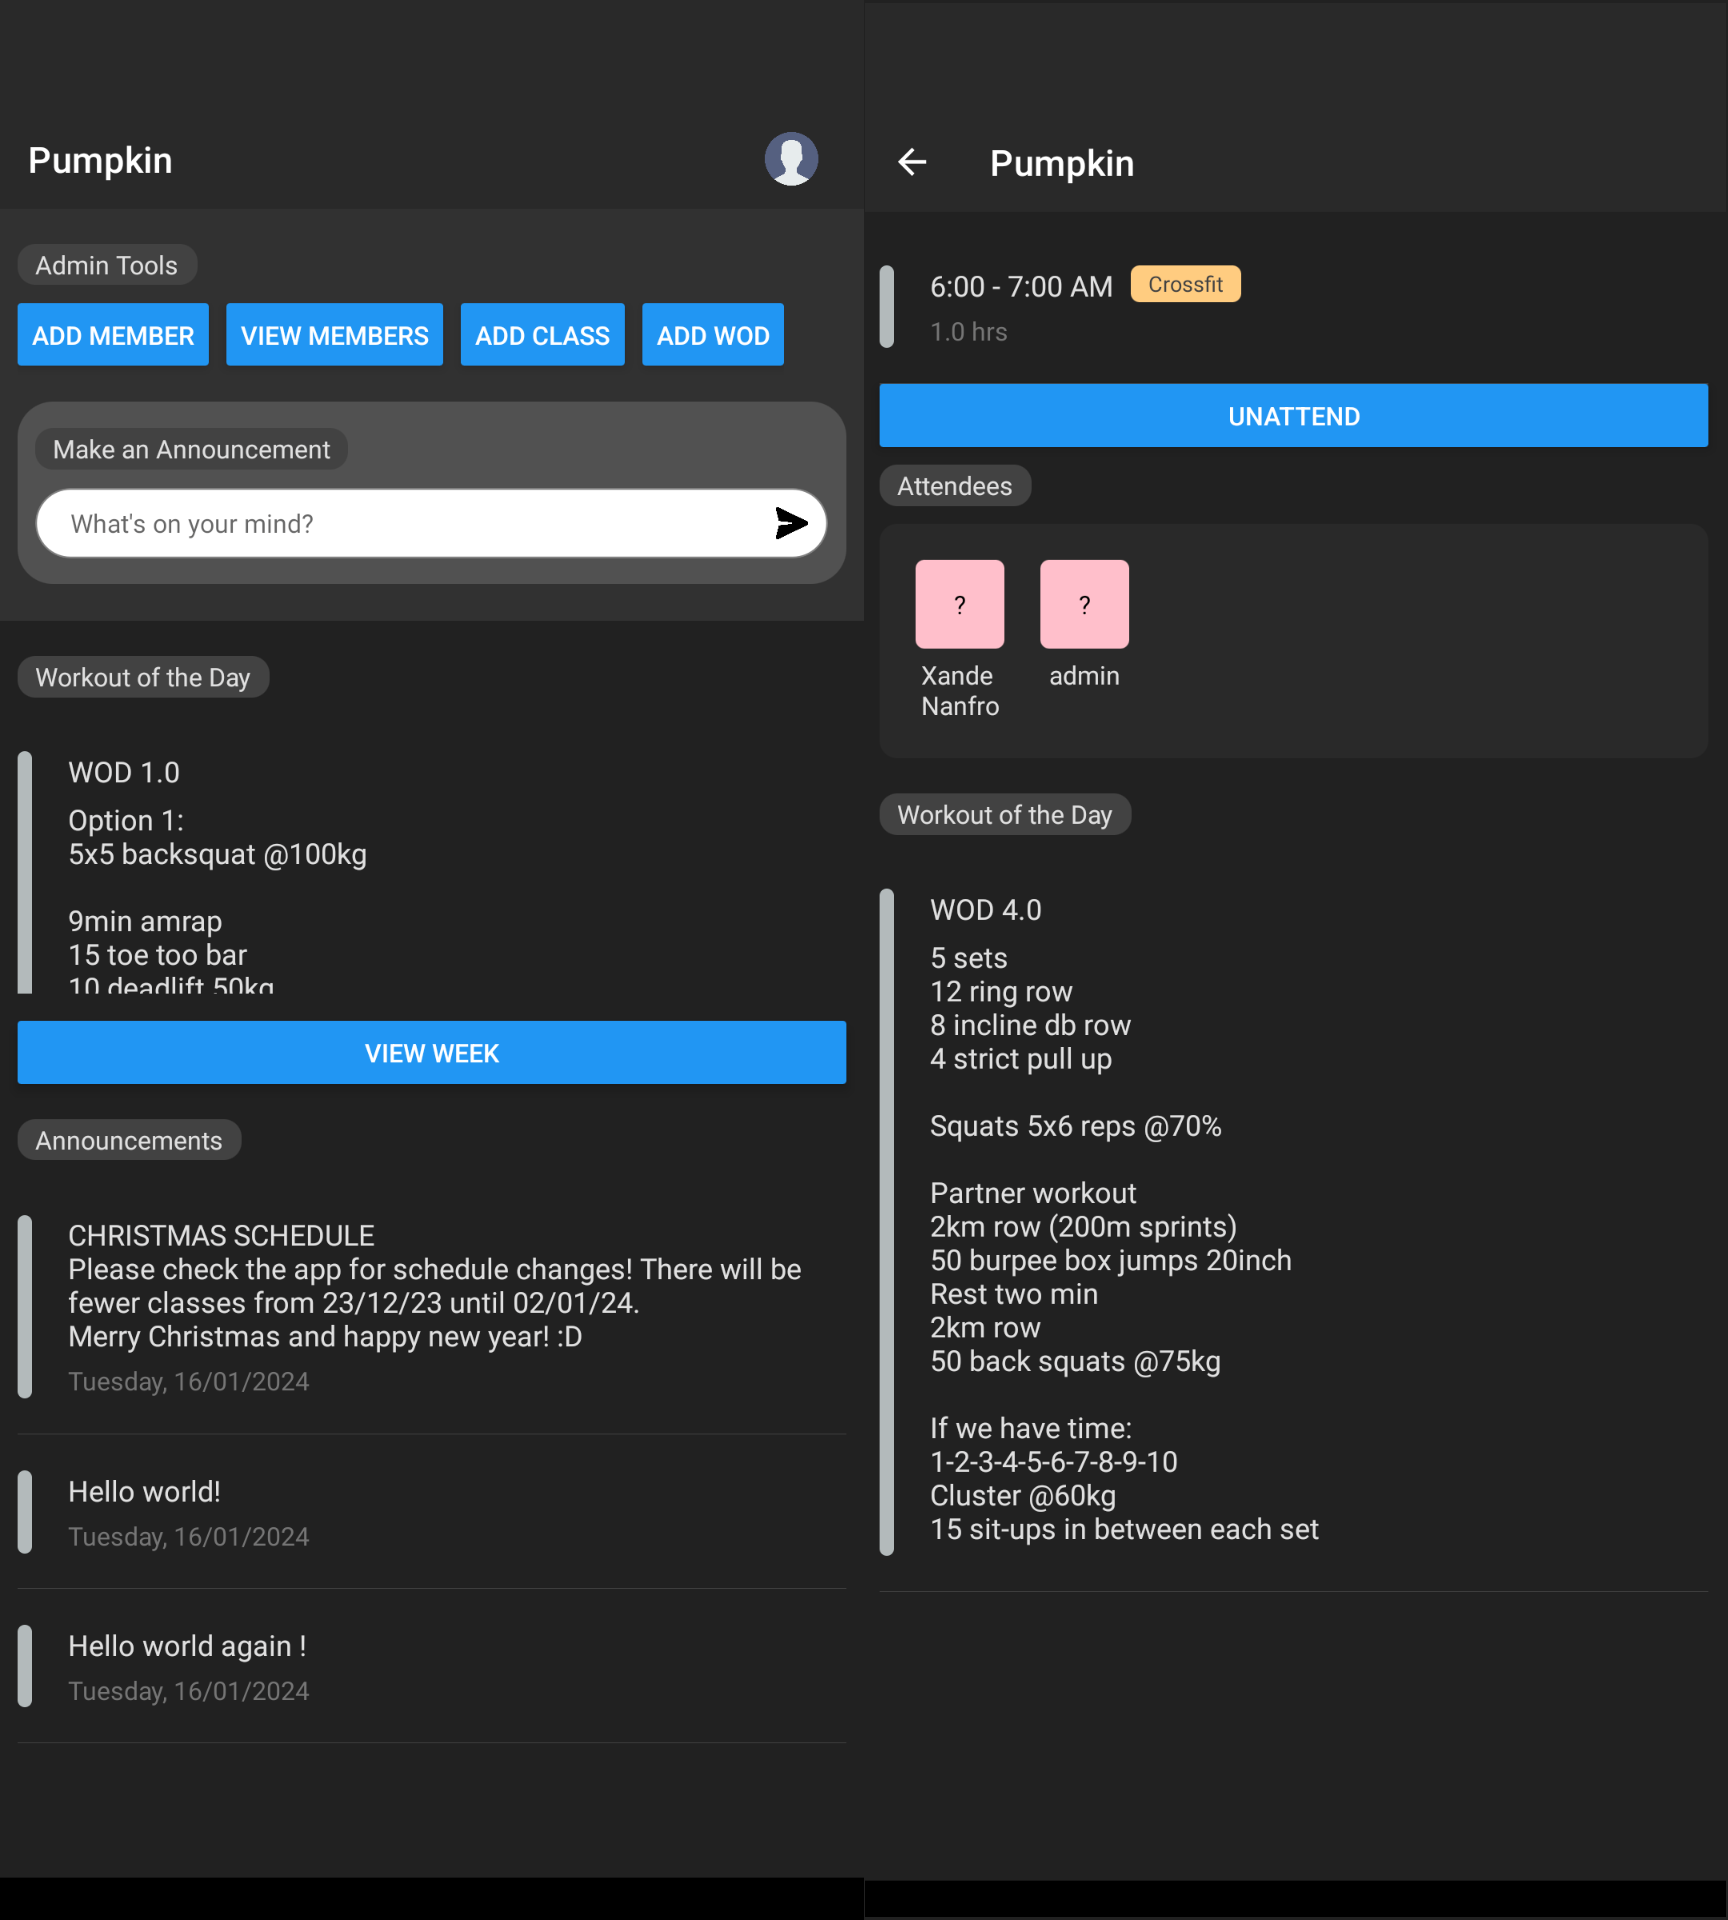 Pumpkin
Admin Tools
ADD MEMBER VIEW MEMBERS ADD CLASS ADD WOD
Make an Announcement
What's on your mind?
Workout of the Day
WOD 1.0
Option 1:
5x5 backsquat @100kg
9min amrap
15 toe too bar
10 deadlift 50kg
VIEW WEEK
Announcements
CHRISTMAS SCHEDULE
Please check the app for schedule changes! There will be
fewer classes from 23/12/23 until 02/01/24.
Merry Christmas and happy new year! :D
Tuesday, 16/01/2024
Hello world!
Tuesday, 16/01/2024
Hello world again !
Tuesday, 16/01/2024
Pumpkin
6:00 - 7:00 AM Crossfit
1.0 hrs
UNATTEND
Attendees
? ?
Xande admin
Nanfro
Workout of the Day
WOD 4.0
5 sets
12 ring row
8 incline db row
4 strict pull up
Squats 5x6 reps @70%
Partner workout
2km row (200m sprints)
50 burpee box jumps 20inch
Rest two min
2km row
50 back squats @75kg
If we have time:
1-2-3-4-5-6-7-8-9-10
Cluster @60kg
15 sit-ups in between each set